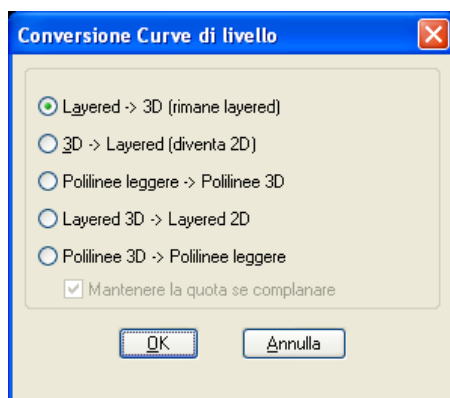 Conversione Curve di livello
Layered -> 3D (rimane layered)
3D -> Layered (diventa 2D)
Polilinee leggere -> Polilinee 3D
Layered 3D -> Layered 2D
Polilinee 3D -> Polilinee leggere
Mantenere la quota se complanare
OK
Annulla